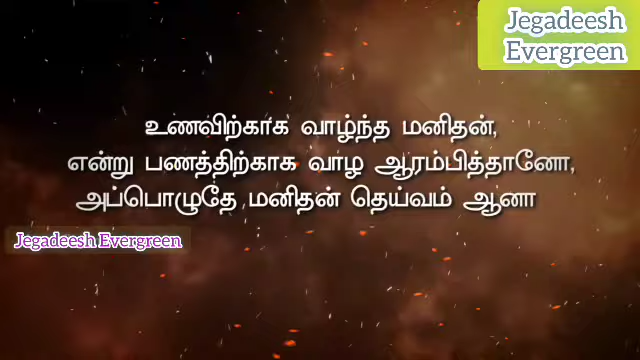 Jegadeesh
Evergreen
உணவிற்காக வாழ்ந்த மனிதன்,
என்று பணத்திற்காக வாழ ஆரம்பித்தானோ,
அப்பொழுதே மனிதன் தெய்வம் ஆனா
Jegadeesh Evergreen